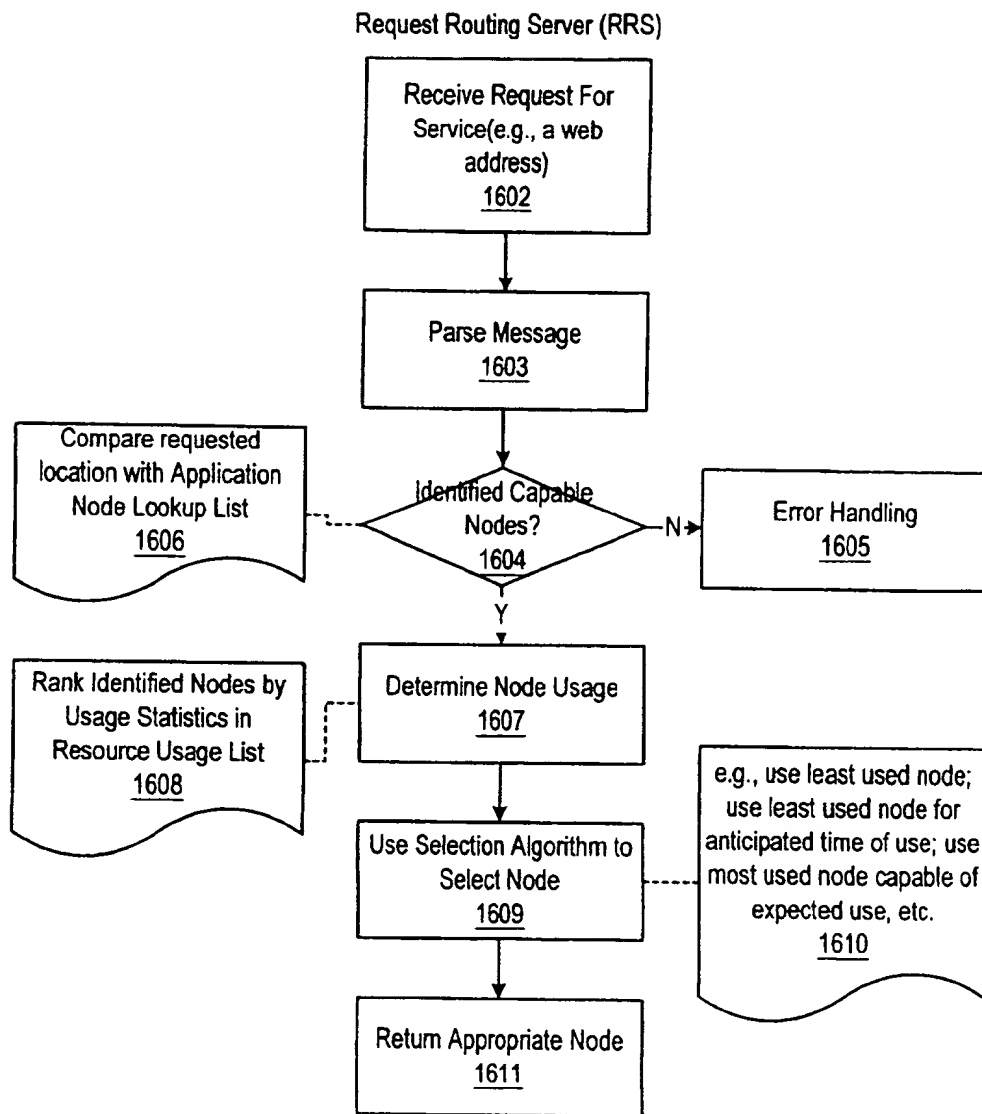 Request Routing Server (RRS)
Receive Request For
Service(e.g., a web
address)
1602
Parse Message
1603
Compare requested
location with Application
Node Lookup List
1606
Identified Capable
Nodes?
1604
N
Error Handling
1605
Y
Rank Identified Nodes by
Usage Statistics in
Resource Usage List
1608
Determine Node Usage
1607
Use Selection Algorithm to
Select Node
1609
e.g., use least used node;
use least used node for
anticipated time of use; use
most used node capable of
expected use, etc.
1610
Return Appropriate Node
1611